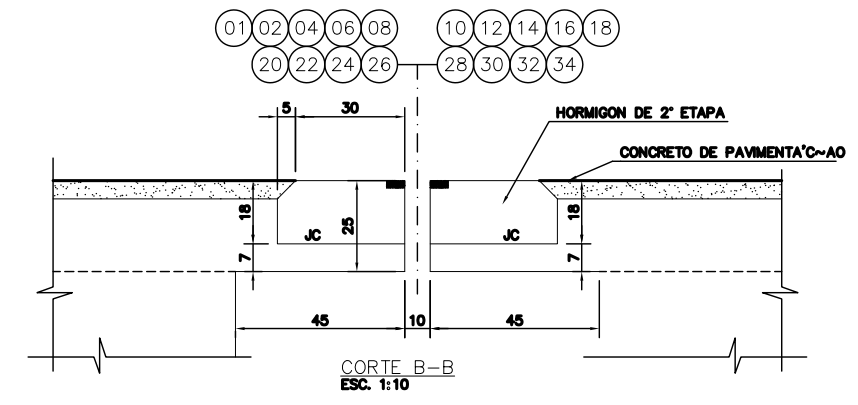 01 02 04 06 08 10 12 14 16 18
20 22 24 26 28 30 32 34
5 30
HORMIGON DE 2° ETAPA
CONCRETO DE PAVIMENTA'C~AO
18 25 18
JC JC
7 7
45 10 45
CORTE B-B
ESC. 1:10